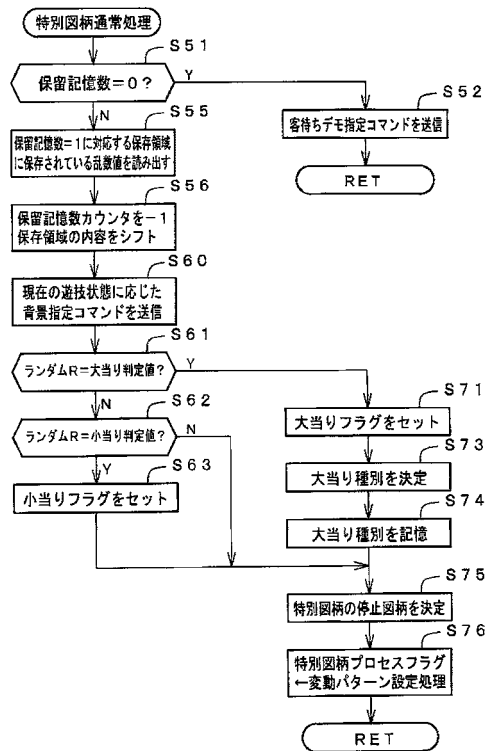 特別図柄通常処理
S51
保留記憶数=0?
Y
N
S52
客待ちデモ指定コマンドを送信
RET
S55
保留記憶数=1に対応する保存領域
に保存されている乱数値を読み出す
S56
保留記憶数カウンタを-1
保存領域の内容をシフト
S60
現在の遊技状態に応じた
背景指定コマンドを送信
S61
ランダムR=大当り判定値?
Y
N
S62
ランダムR=小当り判定値?
N
Y
S63
小当りフラグをセット
S71
大当りフラグをセット
S73
大当り種別を決定
S74
大当り種別を記憶
S75
特別図柄の停止図柄を決定
S76
特別図柄プロセスフラグ
←変動パターン設定処理
RET